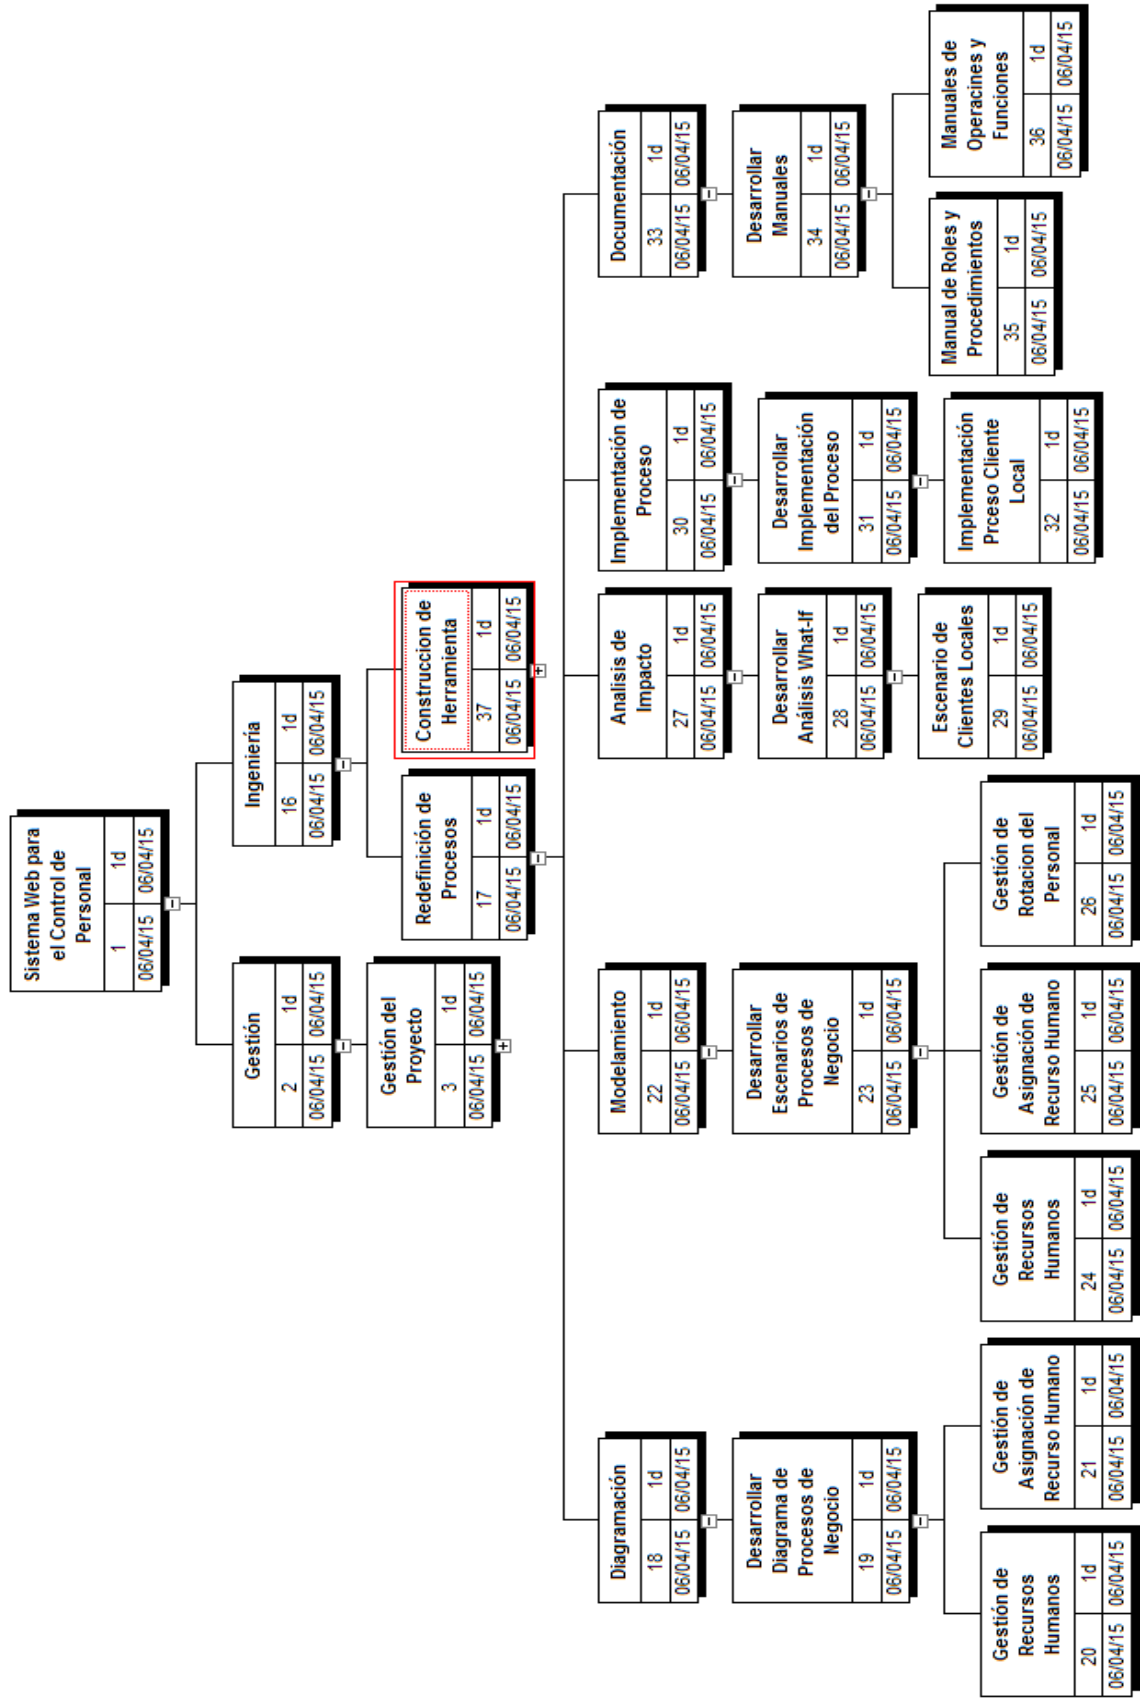 Sistema Web para
el Control de
Personal
1 1d
06/04/15 06/04/15
Gestión
2 1d
06/04/15 06/04/15
Ingeniería
16 1d
06/04/15 06/04/15
Gestión del
Proyecto
3 1d
06/04/15 06/04/15
Redefinición de
Procesos
17 1d
06/04/15 06/04/15
Construccion de
Herramienta
37 1d
06/04/15 06/04/15
Diagramación
18 1d
06/04/15 06/04/15
Modelamiento
22 1d
06/04/15 06/04/15
Analisis de
Impacto
27 1d
06/04/15 06/04/15
Implementación de
Proceso
30 1d
06/04/15 06/04/15
Documentación
33 1d
06/04/15 06/04/15
Desarrollar
Diagrama de
Procesos de
Negocio
19 1d
06/04/15 06/04/15
Desarrollar
Escenarios de
Procesos de
Negocio
23 1d
06/04/15 06/04/15
Desarrollar
Análisis What-If
28 1d
06/04/15 06/04/15
Desarrollar
Implementación
del Proceso
31 1d
06/04/15 06/04/15
Desarrollar
Manuales
34 1d
06/04/15 06/04/15
Gestión de
Recursos
Humanos
20 1d
06/04/15 06/04/15
Gestión de
Asignación de
Recurso Humano
21 1d
06/04/15 06/04/15
Gestión de
Recursos
Humanos
24 1d
06/04/15 06/04/15
Gestión de
Asignación de
Recurso Humano
25 1d
06/04/15 06/04/15
Gestión de
Rotacion del
Personal
26 1d
06/04/15 06/04/15
Escenario de
Clientes Locales
29 1d
06/04/15 06/04/15
Implementación
Prceso Cliente
Local
32 1d
06/04/15 06/04/15
Manual de Roles y
Procedimientos
35 1d
06/04/15 06/04/15
Manuales de
Operacines y
Funciones
36 1d
06/04/15 06/04/15